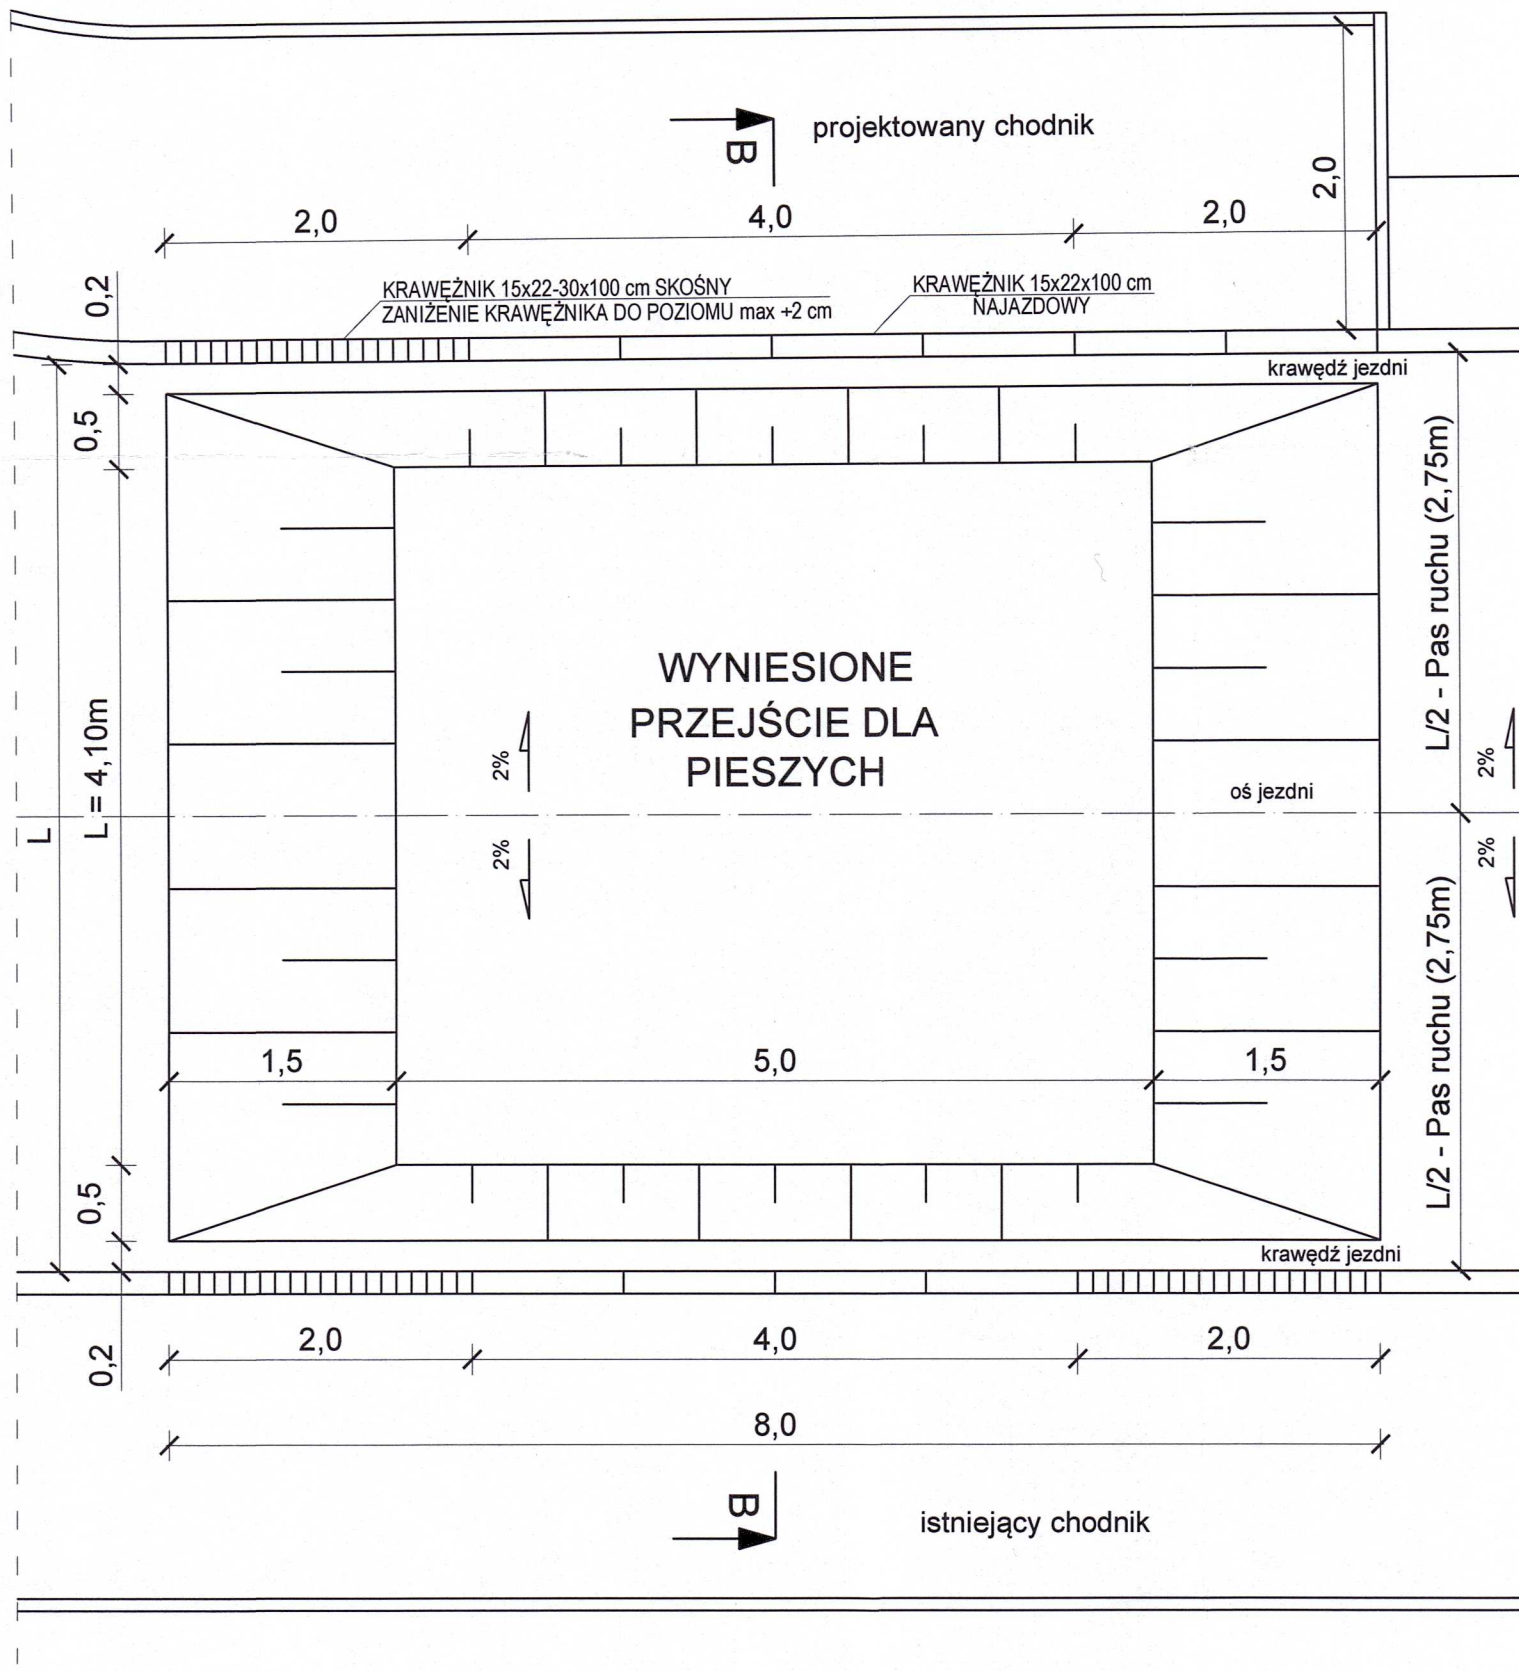 B
projektowany chodnik
2,0
2,0
4,0
2,0
0,2
KRAWĘŻNIK 15x22-30x100 cm SKOŚNY
ZANIŻENIE KRAWĘŻNIKA DO POZIOMU max +2 cm
KRAWĘŻNIK 15x22x100 cm
NAJAZDOWY
krawędź jezdni
0,5
L/2 - Pas ruchu (2,75m)
WYNIESIONE
PRZEJŚCIE DLA
PIESZYCH
L = 4,10m
L
2%
2%
oś jezdni
2%
2%
L/2 - Pas ruchu (2,75m)
1,5
5,0
1,5
0,5
krawędź jezdni
0,2
2,0
4,0
2,0
8,0
B
istniejący chodnik